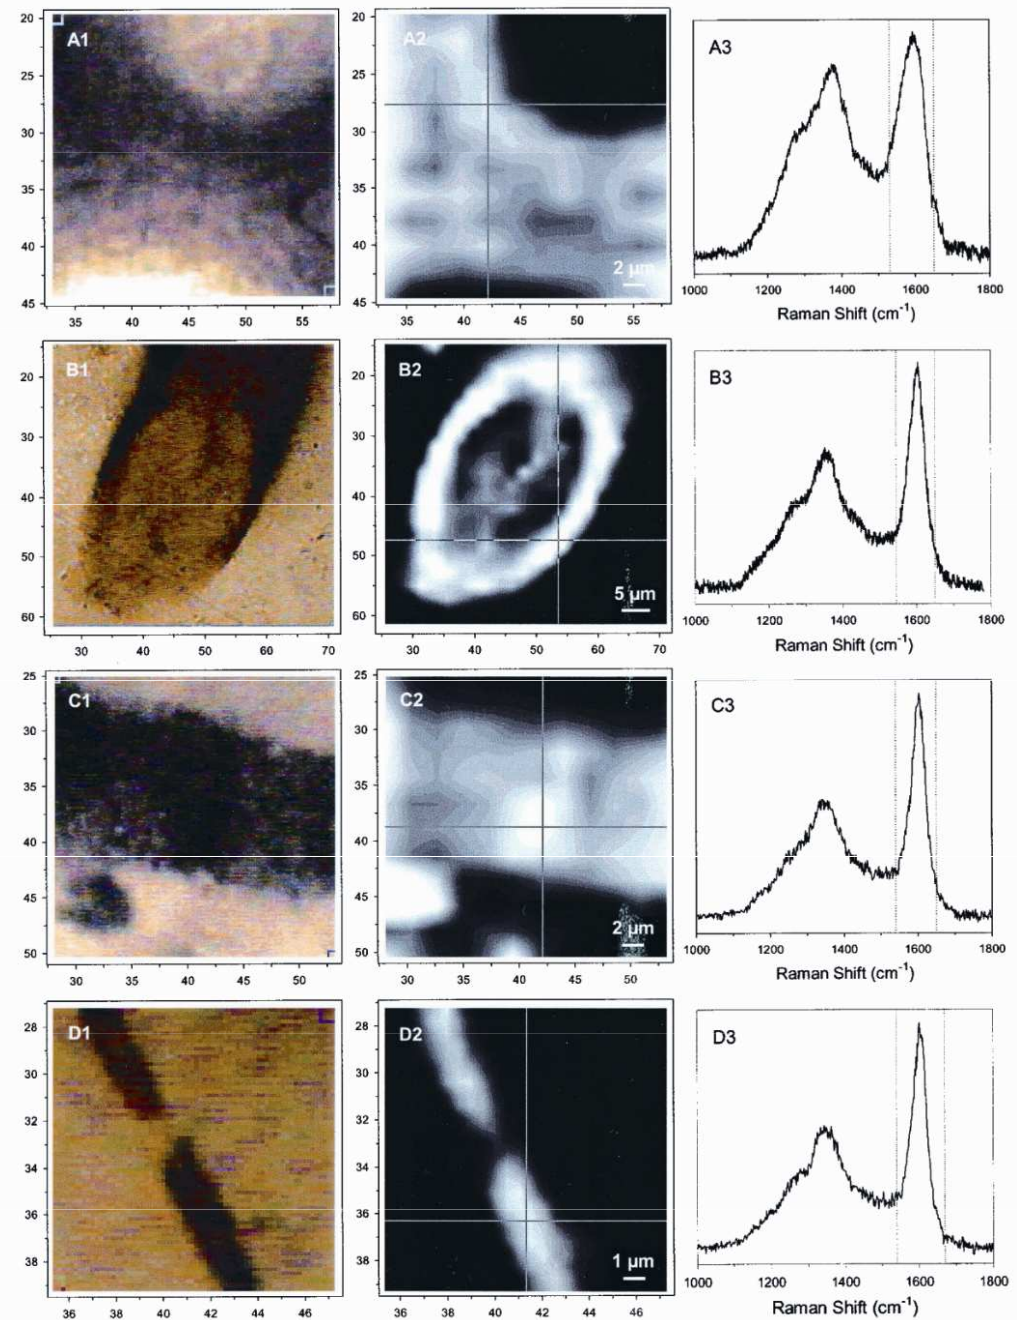 A1
20
25
30
35
40
45
35 40 45 50 55
A2
20
25
30
35
40
45
2 µm
35 40 45 50 55
A3
1000 1200 1400 1600 1800
Raman Shift (cm⁻¹)
B1
20
30
40
50
60
30 40 50 60 70
B2
20
30
40
50
60
5 µm
30 40 50 60 70
B3
1000 1200 1400 1600 1800
Raman Shift (cm⁻¹)
C1
25
30
35
40
45
50
30 35 40 45 50
C2
25
30
35
40
45
50
2 µm
30 35 40 45 50
C3
1000 1200 1400 1600 1800
Raman Shift (cm⁻¹)
D1
28
30
32
34
36
38
36 38 40 42 44 46
D2
28
30
32
34
36
38
1 µm
36 38 40 42 44 46
D3
1000 1200 1400 1600 1800
Raman Shift (cm⁻¹)